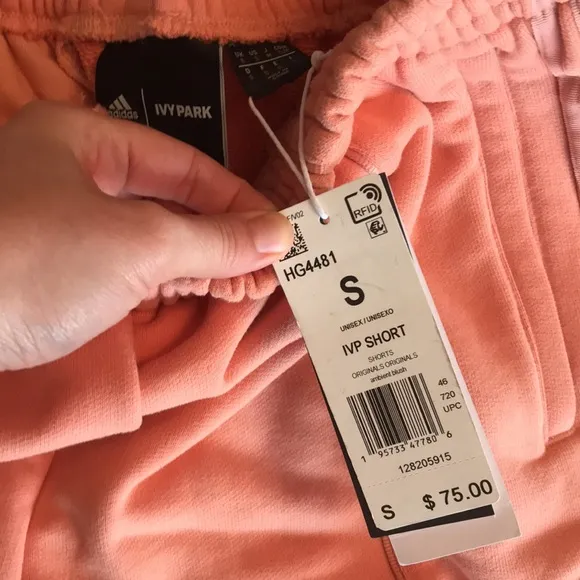 adidas | IVY PARK
RFID
HG4481
S
UNISEX / UNISEXO
IVP SHORT
SHORTS
ORIGINALS ORIGINALS
ambient blush
46
720
UPC
1 95733 47780 6
128205915
S $ 75.00